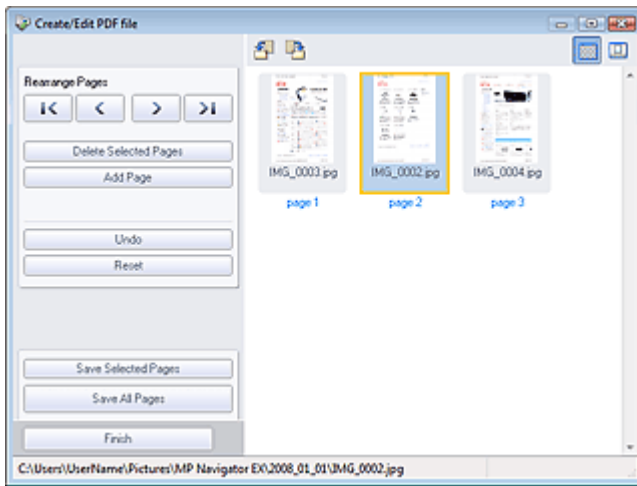 Create/Edit PDF file
Rearrange Pages
Delete Selected Pages
Add Page
Undo
Reset
Save Selected Pages
Save All Pages
Finish
IMG_0003.jpg
IMG_0002.jpg
IMG_0004.jpg
page 1
page 2
page 3
C:\Users\UserName\Pictures\MP Navigator EX\2008_01_01\IMG_0002.jpg